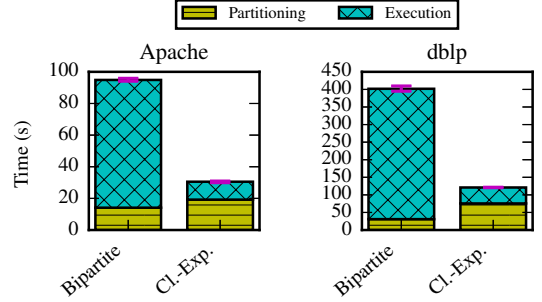 Partitioning Execution
Apache
100
80
60
40
20
0
Time (s)
Bipartite
Cl.-Exp.
dblp
450
400
350
300
250
200
150
100
50
0
Bipartite
Cl.-Exp.